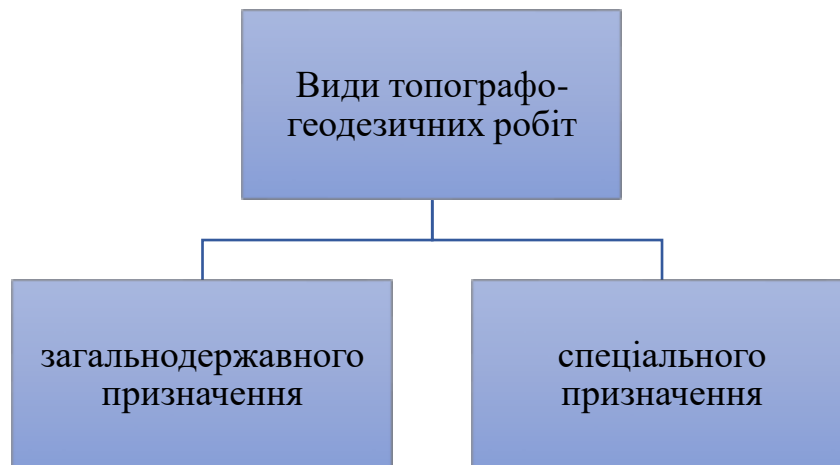 Види топографо-
геодезичних робіт
загальнодержавного
призначення
спеціального
призначення